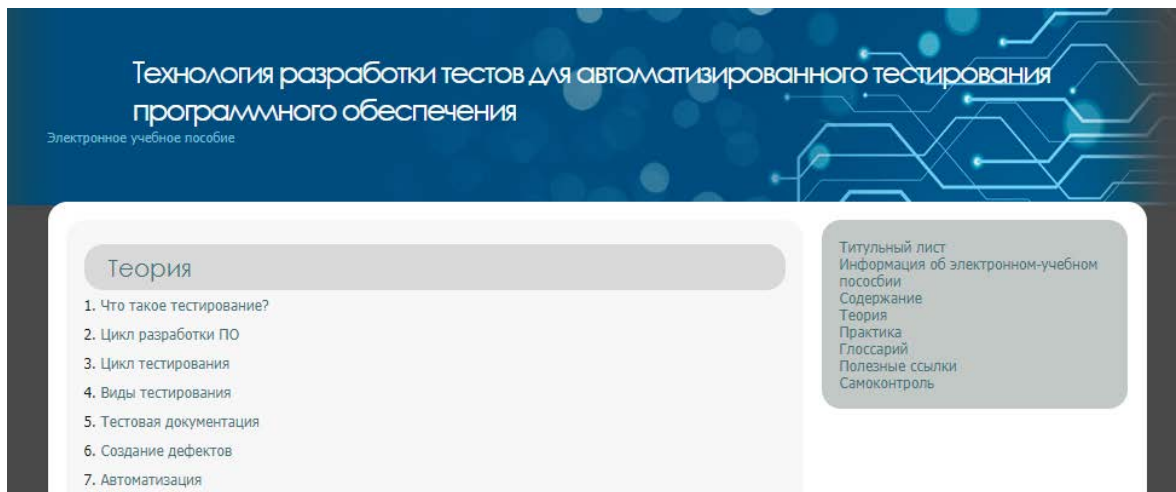 Технология разработки тестов для автоматизированного тестирования
программного обеспечения
Электронное учебное пособие
Теория
1. Что такое тестирование?
2. Цикл разработки ПО
3. Цикл тестирования
4. Виды тестирования
5. Тестовая документация
6. Создание дефектов
7. Автоматизация
Титульный лист
Информация об электронном-учебном
пососбии
Содержание
Теория
Практика
Глоссарий
Полезные ссылки
Самоконтроль